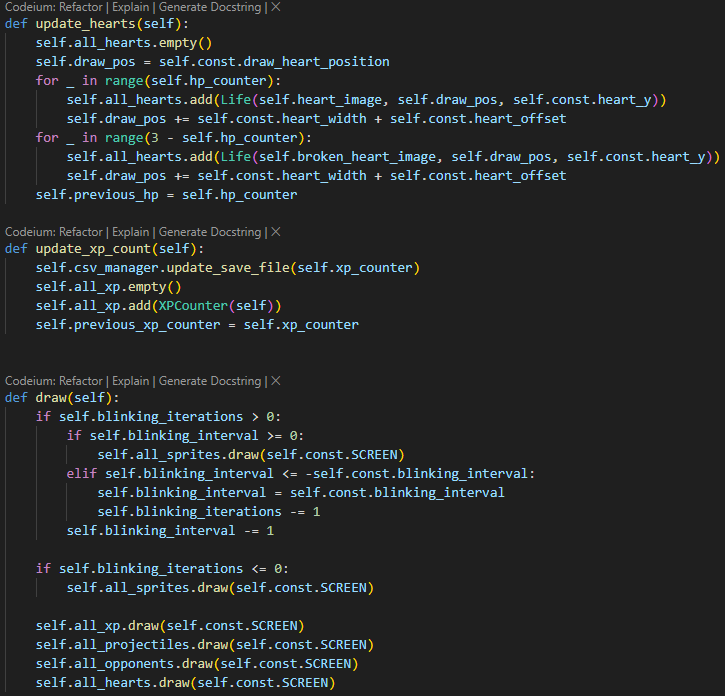 Codeium: Refactor | Explain | Generate Docstring | ✕
def update_hearts(self):
    self.all_hearts.empty()
    self.draw_pos = self.const.draw_heart_position
    for _ in range(self.hp_counter):
        self.all_hearts.add(Life(self.heart_image, self.draw_pos, self.const.heart_y))
        self.draw_pos += self.const.heart_width + self.const.heart_offset
    for _ in range(3 - self.hp_counter):
        self.all_hearts.add(Life(self.broken_heart_image, self.draw_pos, self.const.heart_y))
        self.draw_pos += self.const.heart_width + self.const.heart_offset
    self.previous_hp = self.hp_counter

Codeium: Refactor | Explain | Generate Docstring | ✕
def update_xp_count(self):
    self.csv_manager.update_save_file(self.xp_counter)
    self.all_xp.empty()
    self.all_xp.add(XPCounter(self))
    self.previous_xp_counter = self.xp_counter

Codeium: Refactor | Explain | Generate Docstring | ✕
def draw(self):
    if self.blinking_iterations > 0:
        if self.blinking_interval >= 0:
            self.all_sprites.draw(self.const.SCREEN)
        elif self.blinking_interval <= -self.const.blinking_interval:
            self.blinking_interval = self.const.blinking_interval
            self.blinking_iterations -= 1
        self.blinking_interval -= 1

    if self.blinking_iterations <= 0:
        self.all_sprites.draw(self.const.SCREEN)

    self.all_xp.draw(self.const.SCREEN)
    self.all_projectiles.draw(self.const.SCREEN)
    self.all_opponents.draw(self.const.SCREEN)
    self.all_hearts.draw(self.const.SCREEN)